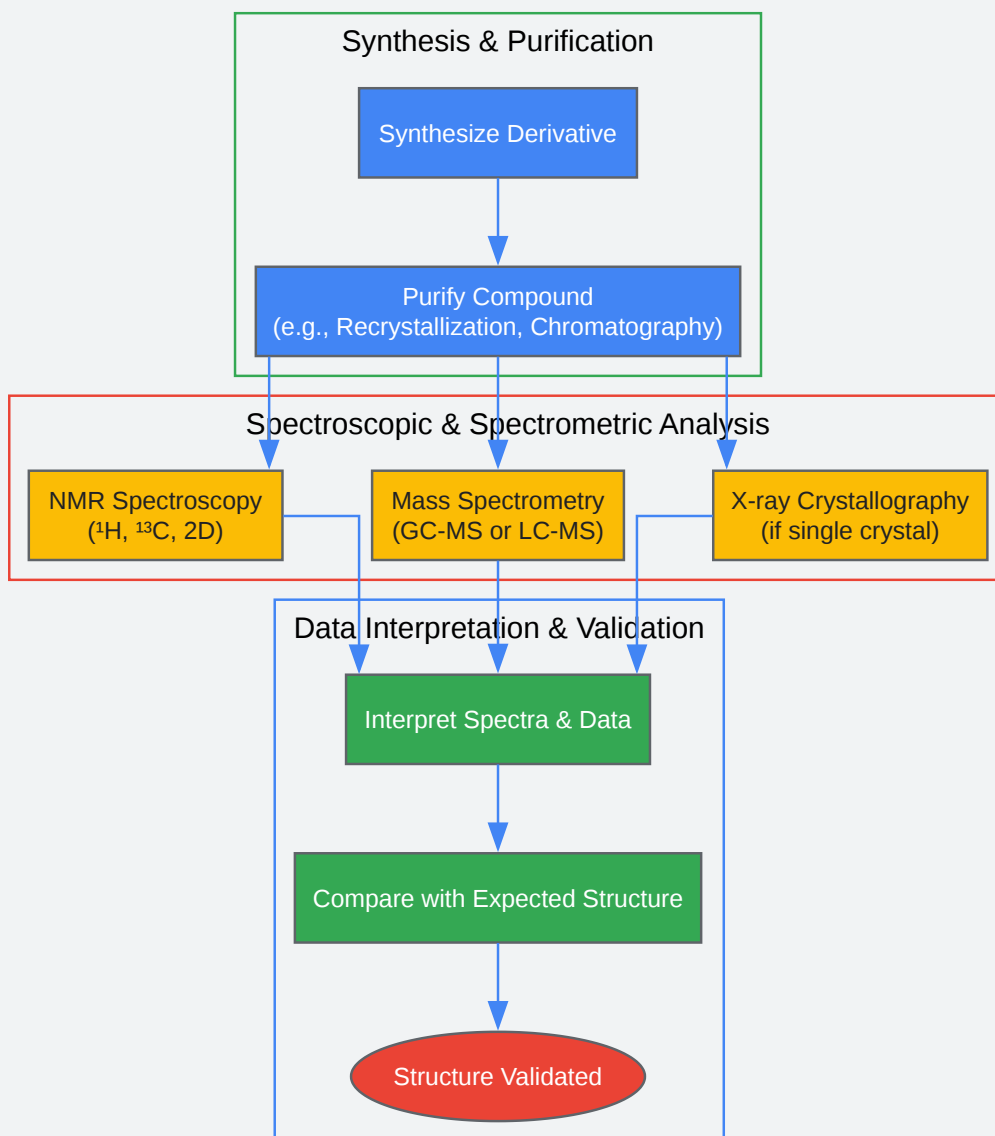 Synthesis & Purification
Synthesize Derivative
Purify Compound
(e.g., Recrystallization, Chromatography)
Spectroscopic & Spectrometric Analysis
NMR Spectroscopy
(¹H, ¹³C, 2D)
Mass Spectrometry
(GC-MS or LC-MS)
X-ray Crystallography
(if single crystal)
Data Interpretation & Validation
Interpret Spectra & Data
Compare with Expected Structure
Structure Validated